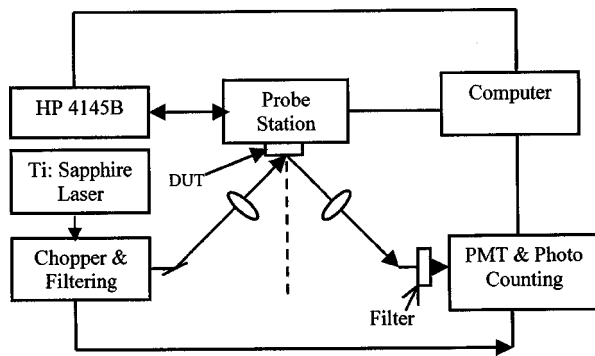 HP 4145B
Probe
Station
Computer
Ti: Sapphire
Laser
DUT
Chopper &
Filtering
Filter
PMT & Photo
Counting